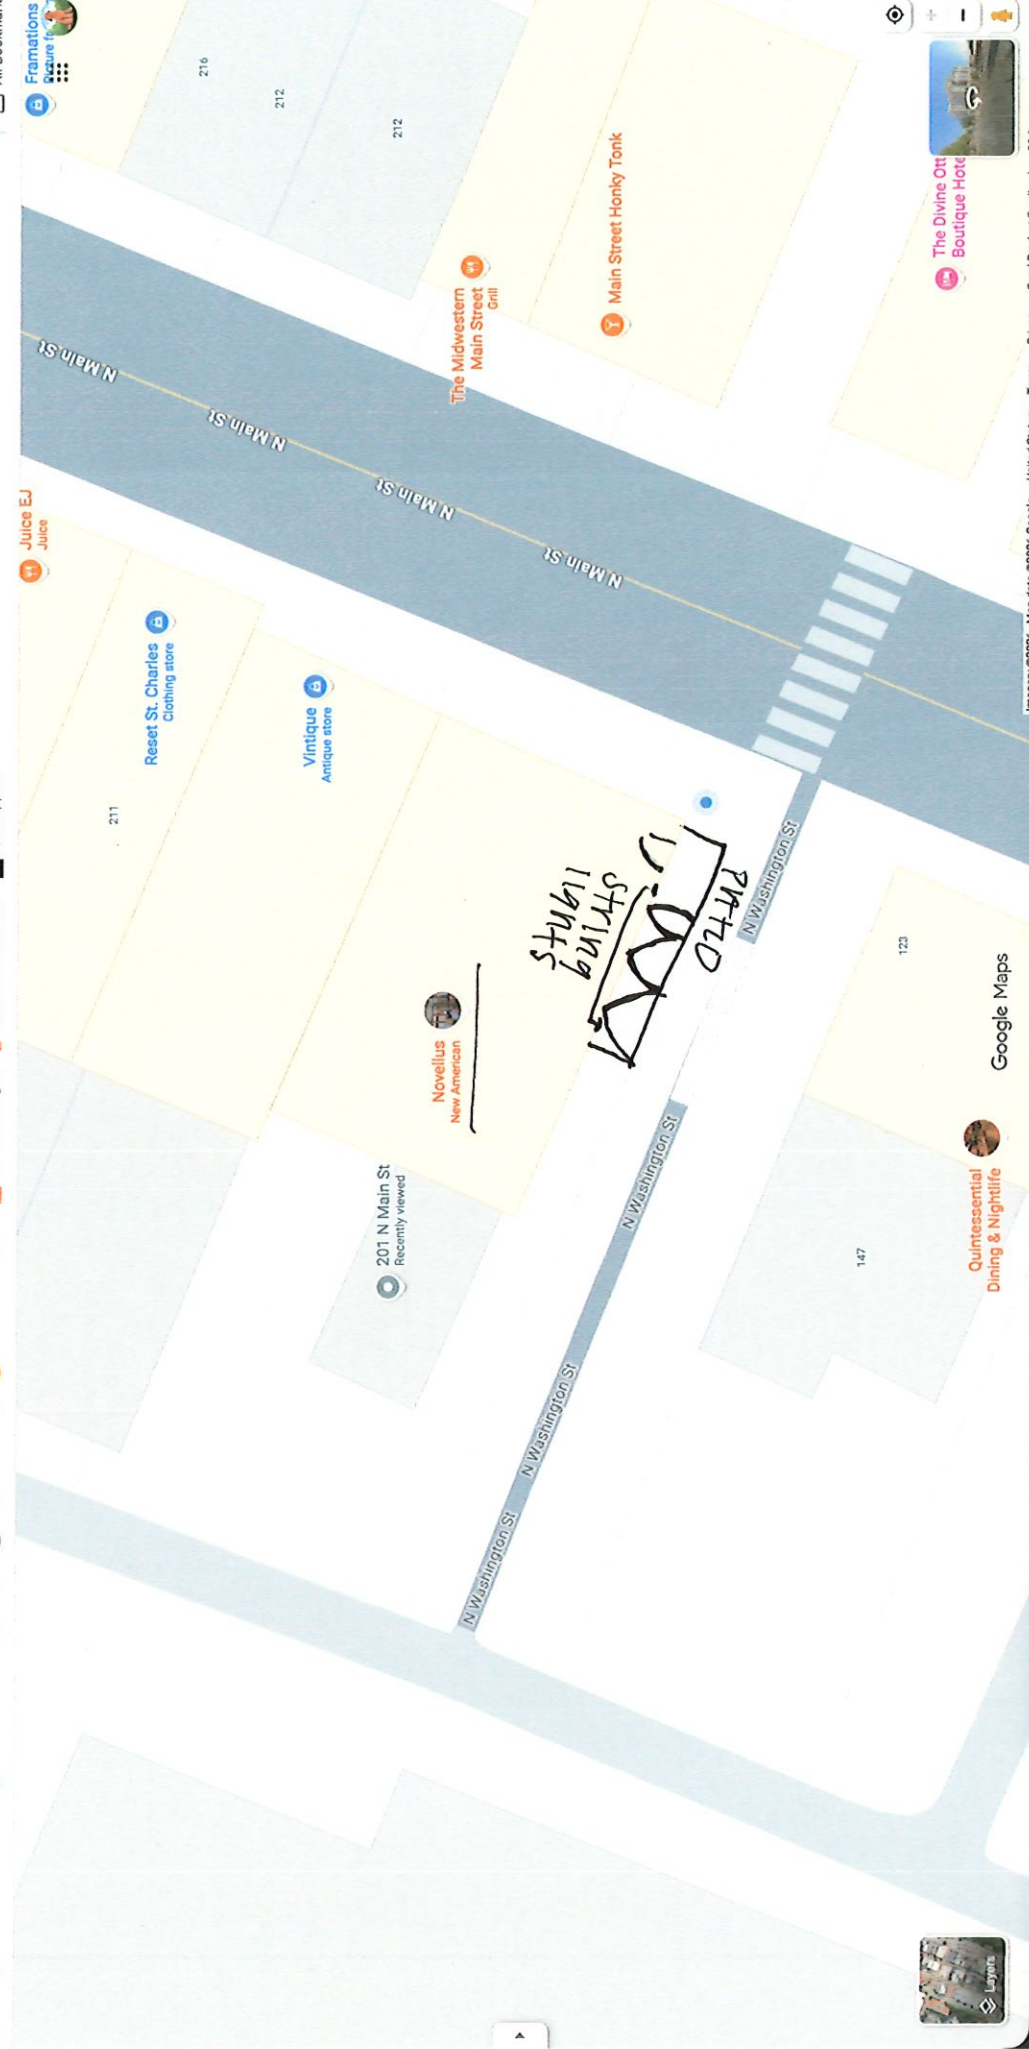 Framations
Picture fr
216
212
212
N Main St
N Main St
N Main St
N Main St
Juice EJ
Juice
Reset St. Charles
Clothing store
211
Vintique
Antique store
The Midwestern
Main Street
Grill
Main Street Honky Tonk
The Divine Ott
Boutique Hote
Novellus
New American
string
lights
PATIO
201 N Main St
Recently viewed
N Washington St
N Washington St
N Washington St
N Washington St
123
147
Quintessential
Dining & Nightlife
Google Maps
Layers